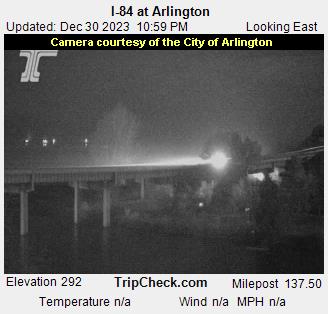 I-84 at Arlington
Updated: Dec 30 2023 10:59 PM Looking East
Camera courtesy of the City of Arlington
Elevation 292 TripCheck.com Milepost 137.50
Temperature n/a Wind n/a MPH n/a